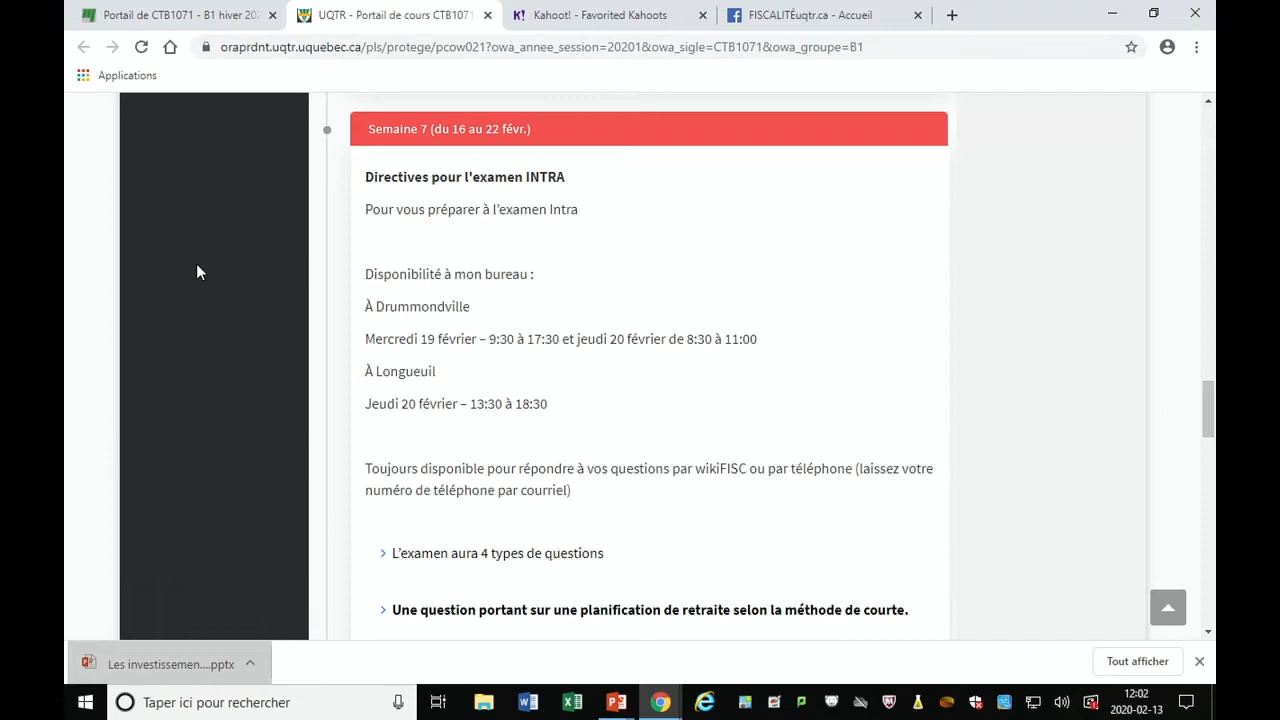 Portail de CTB1071 - B1 hiver 202
UQTR - Portail de cours CTB1071
Kahoot! - Favorited Kahoots
FISCALITÉuqtr.ca - Accueil
oraprdnt.uqtr.uquebec.ca/pls/protege/pcow021?owa_annee_session=20201&owa_sigle=CTB1071&owa_groupe=B1
Applications
Semaine 7 (du 16 au 22 févr.)
Directives pour l'examen INTRA
Pour vous préparer à l'examen Intra
Disponibilité à mon bureau :
À Drummondville
Mercredi 19 février – 9:30 à 17:30 et jeudi 20 février de 8:30 à 11:00
À Longueuil
Jeudi 20 février – 13:30 à 18:30
Toujours disponible pour répondre à vos questions par wikiFISC ou par téléphone (laissez votre
numéro de téléphone par courriel)
L'examen aura 4 types de questions
Une question portant sur une planification de retraite selon la méthode de courte.
Les investissemen....pptx
Tout afficher
Taper ici pour rechercher
12:02
2020-02-13